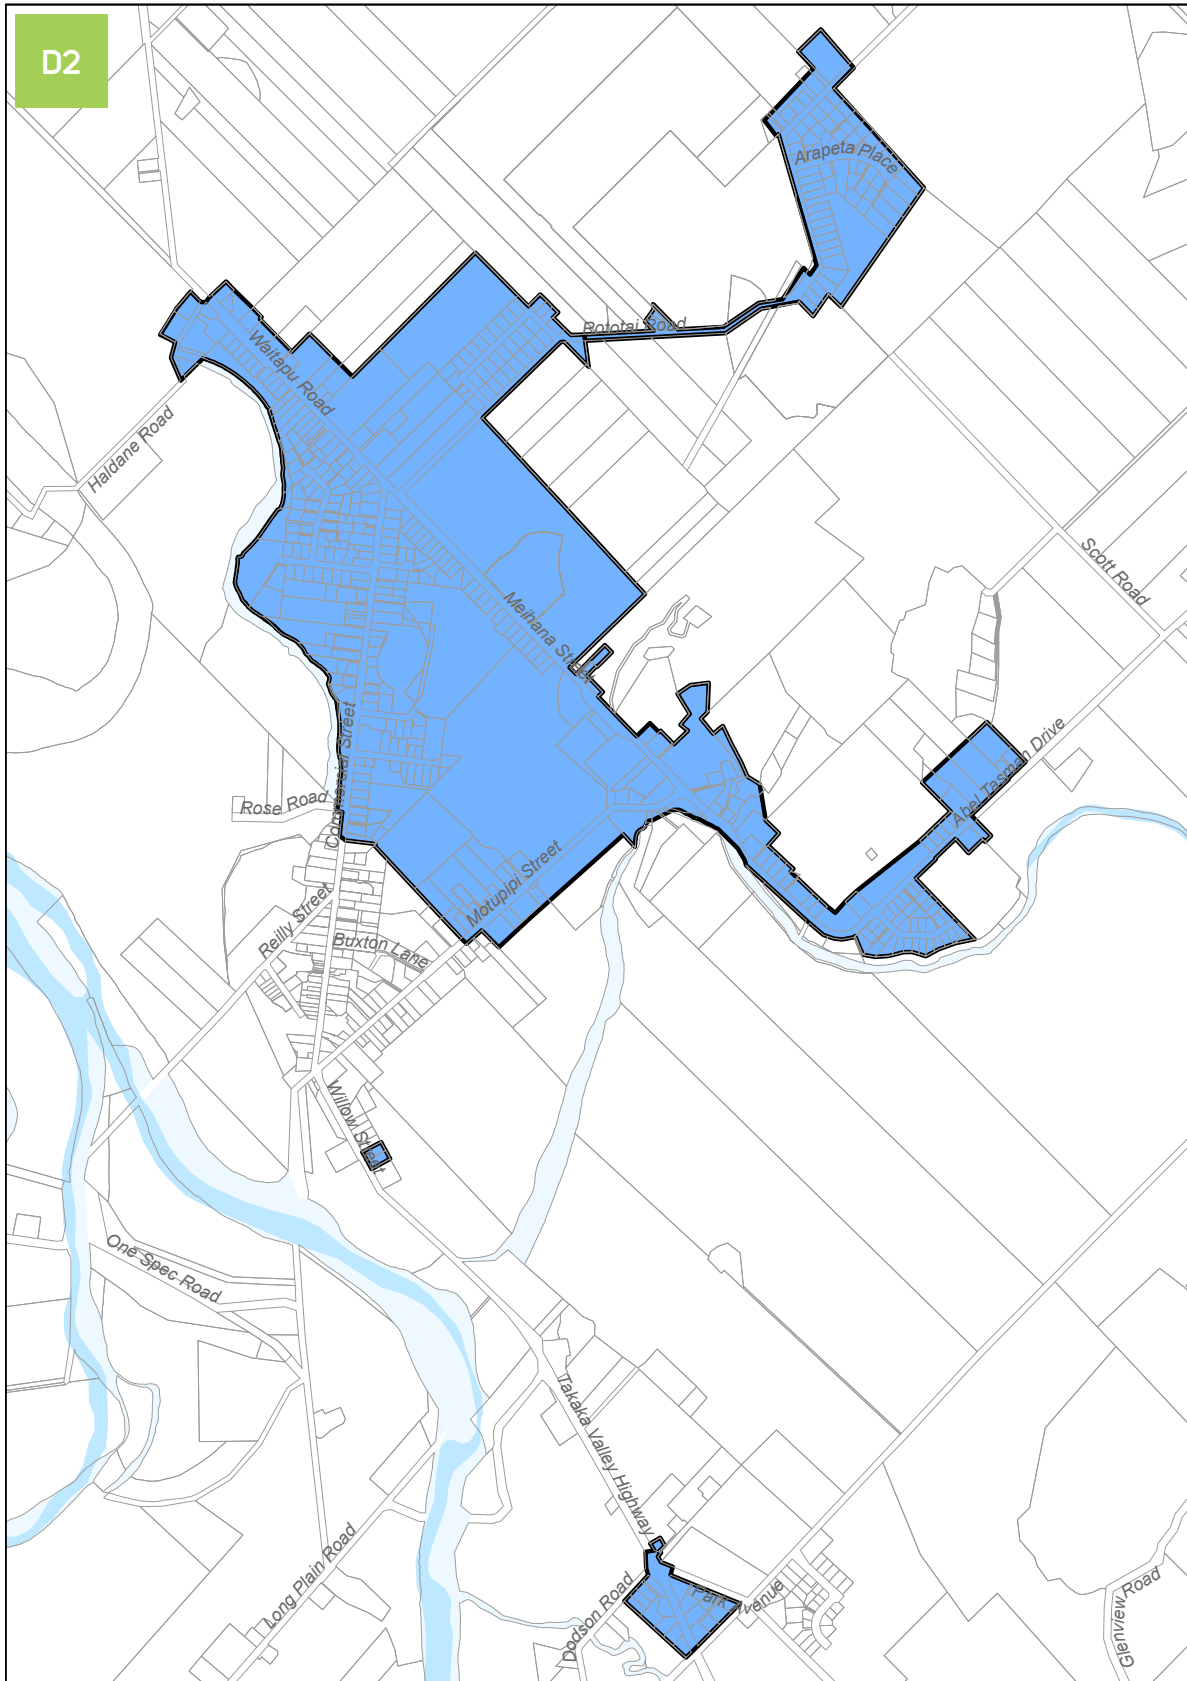 D2
Arapeta Place
Rototai Road
Waitapu Road
Haldane Road
Scott Road
Meihana Street
Commercial Street
Abel Tasman Drive
Rose Road
Motupipi Street
Reilly Street
Buxton Lane
Willow Street
One Spec Road
Takaka Valley Highway
Long Plain Road
Dodson Road
Park Avenue
Glenview Road